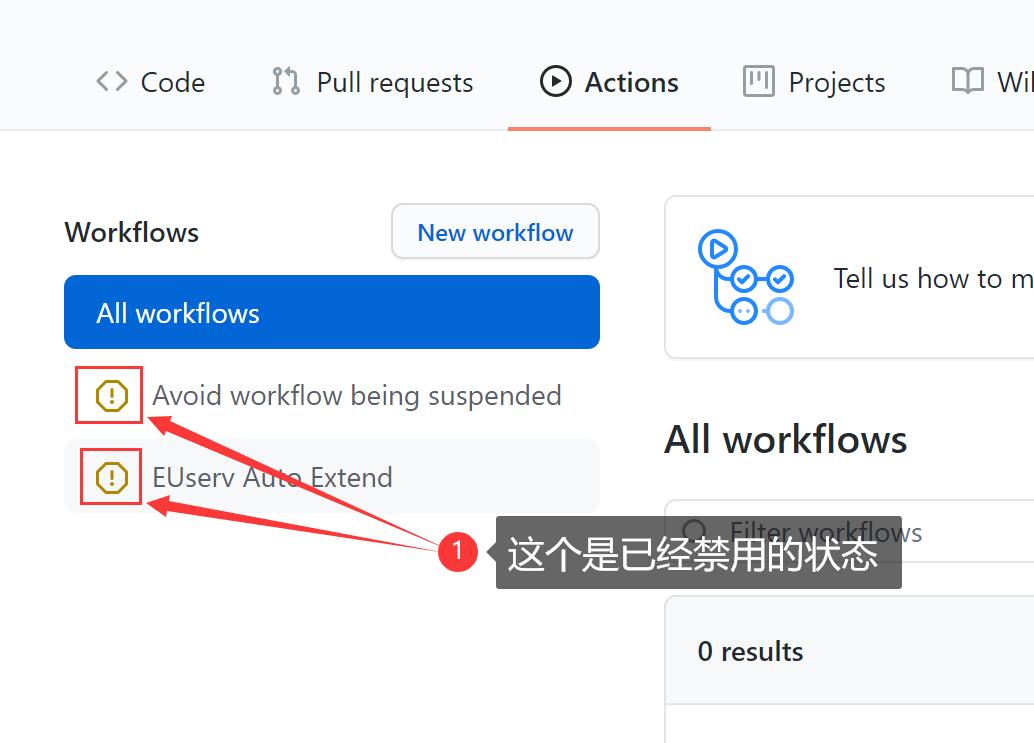 Code
Pull requests
Actions
Projects
Workflows
New workflow
Tell us how to m
All workflows
Avoid workflow being suspended
All workflows
EUserv Auto Extend
Filter workflows
1
这个是已经禁用的状态
0 results